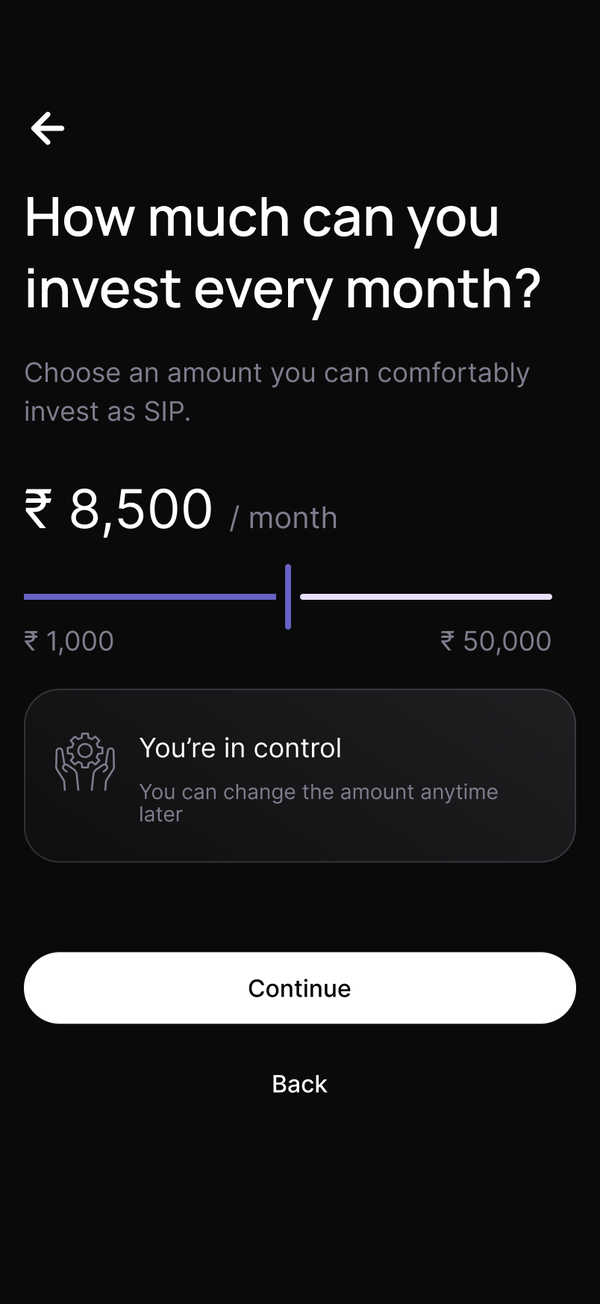 How much can you
invest every month?
Choose an amount you can comfortably
invest as SIP.
₹ 8,500 / month
₹ 1,000 ₹ 50,000
You’re in control
You can change the amount anytime
later
Continue
Back